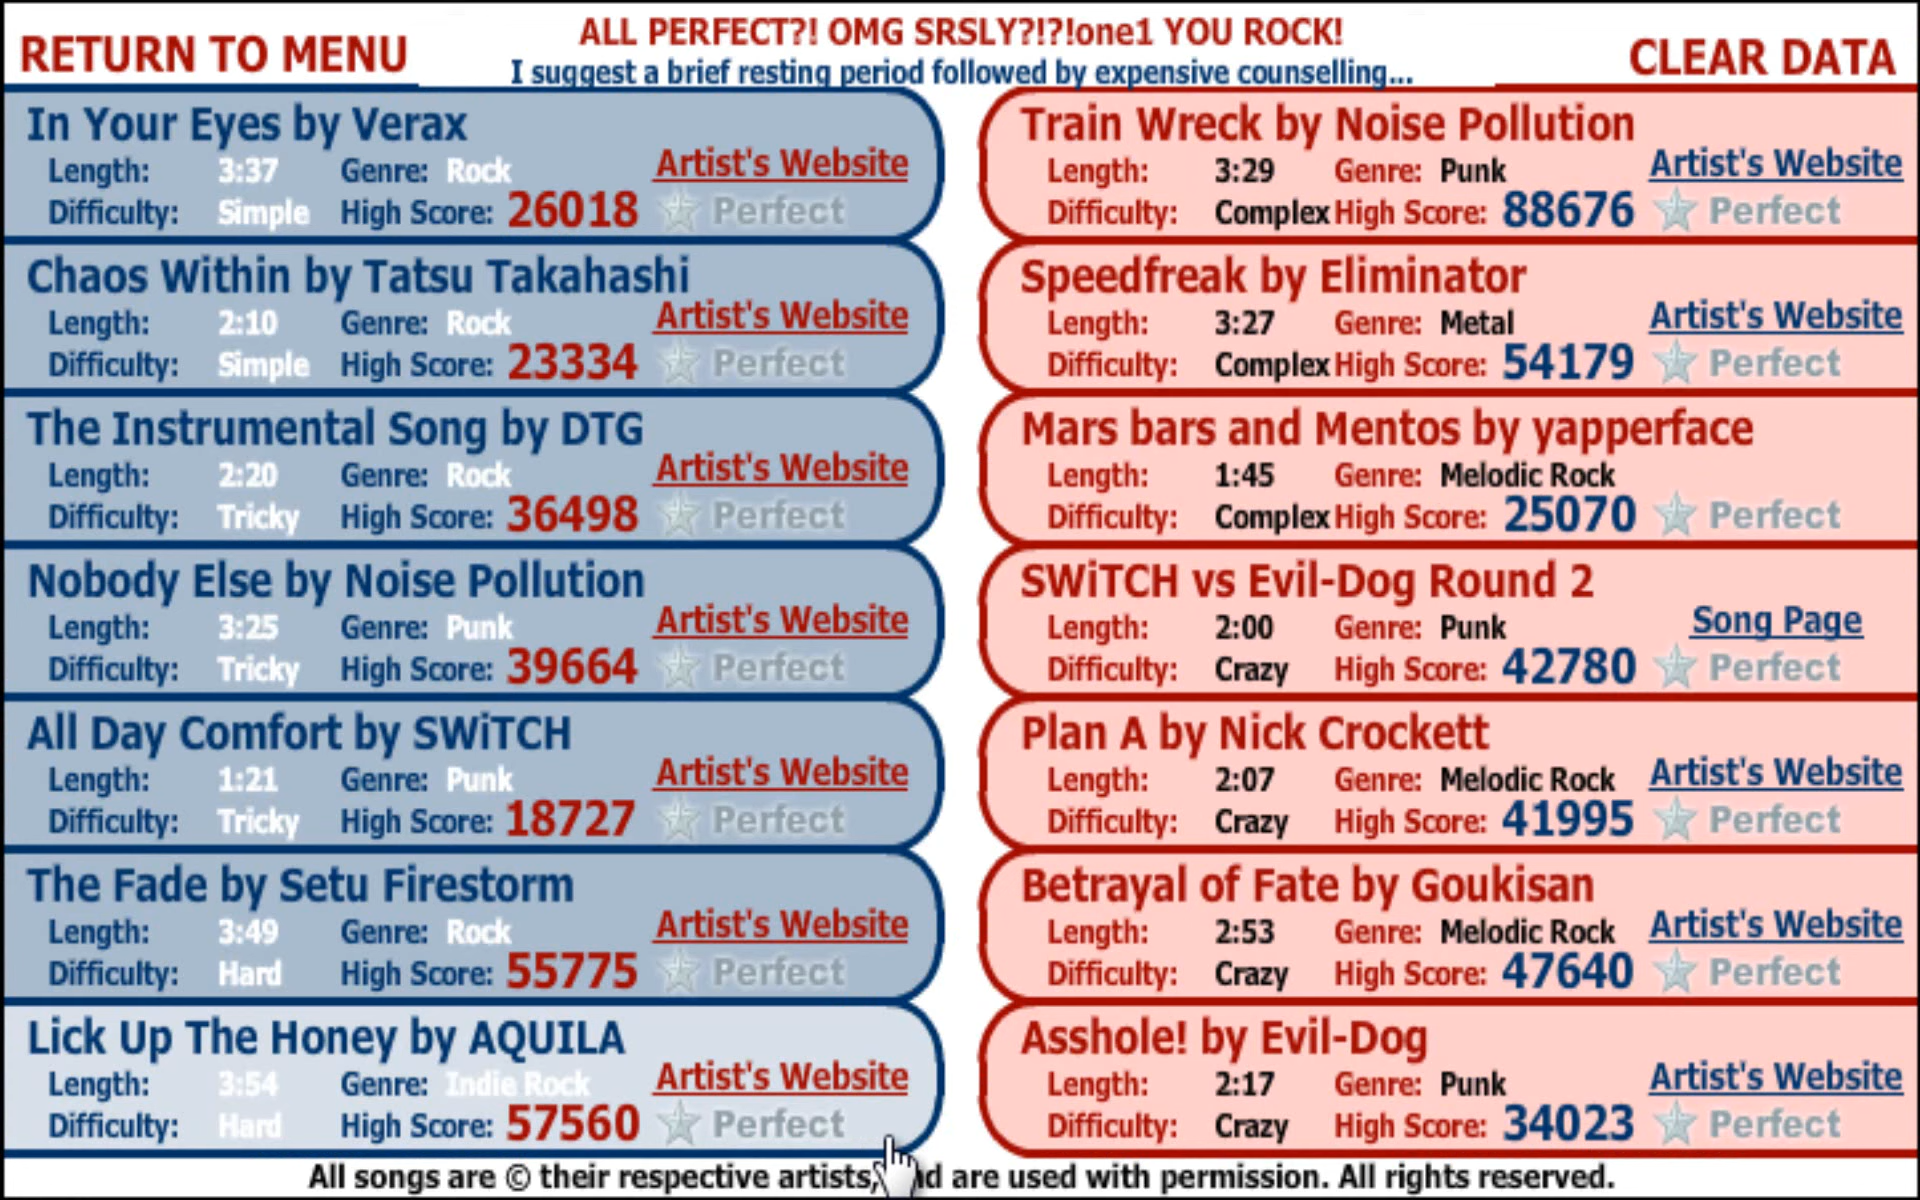 RETURN TO MENU
ALL PERFECT?! OMG SRSLY?!?!one1 YOU ROCK!
I suggest a brief resting period followed by expensive counselling...
CLEAR DATA
In Your Eyes by Verax
Length: 3:37 Genre: Rock Artist's Website
Difficulty: Simple High Score: 26018 Perfect
Chaos Within by Tatsu Takahashi
Length: 2:10 Genre: Rock Artist's Website
Difficulty: Simple High Score: 23334 Perfect
The Instrumental Song by DTG
Length: 2:20 Genre: Rock Artist's Website
Difficulty: Tricky High Score: 36498 Perfect
Nobody Else by Noise Pollution
Length: 3:25 Genre: Punk Artist's Website
Difficulty: Tricky High Score: 39664 Perfect
All Day Comfort by SWiTCH
Length: 1:21 Genre: Punk Artist's Website
Difficulty: Tricky High Score: 18727 Perfect
The Fade by Setu Firestorm
Length: 3:49 Genre: Rock Artist's Website
Difficulty: Hard High Score: 55775 Perfect
Lick Up The Honey by AQUILA
Length: 3:54 Genre: Indie Rock Artist's Website
Difficulty: Hard High Score: 57560 Perfect
Train Wreck by Noise Pollution
Length: 3:29 Genre: Punk Artist's Website
Difficulty: Complex High Score: 88676 Perfect
Speedfreak by Eliminator
Length: 3:27 Genre: Metal Artist's Website
Difficulty: Complex High Score: 54179 Perfect
Mars bars and Mentos by yapperface
Length: 1:45 Genre: Melodic Rock
Difficulty: Complex High Score: 25070 Perfect
SWiTCH vs Evil-Dog Round 2
Length: 2:00 Genre: Punk Song Page
Difficulty: Crazy High Score: 42780 Perfect
Plan A by Nick Crockett
Length: 2:07 Genre: Melodic Rock Artist's Website
Difficulty: Crazy High Score: 41995 Perfect
Betrayal of Fate by Goukisan
Length: 2:53 Genre: Melodic Rock Artist's Website
Difficulty: Crazy High Score: 47640 Perfect
Asshole! by Evil-Dog
Length: 2:17 Genre: Punk Artist's Website
Difficulty: Crazy High Score: 34023 Perfect
All songs are © their respective artists, and are used with permission. All rights reserved.